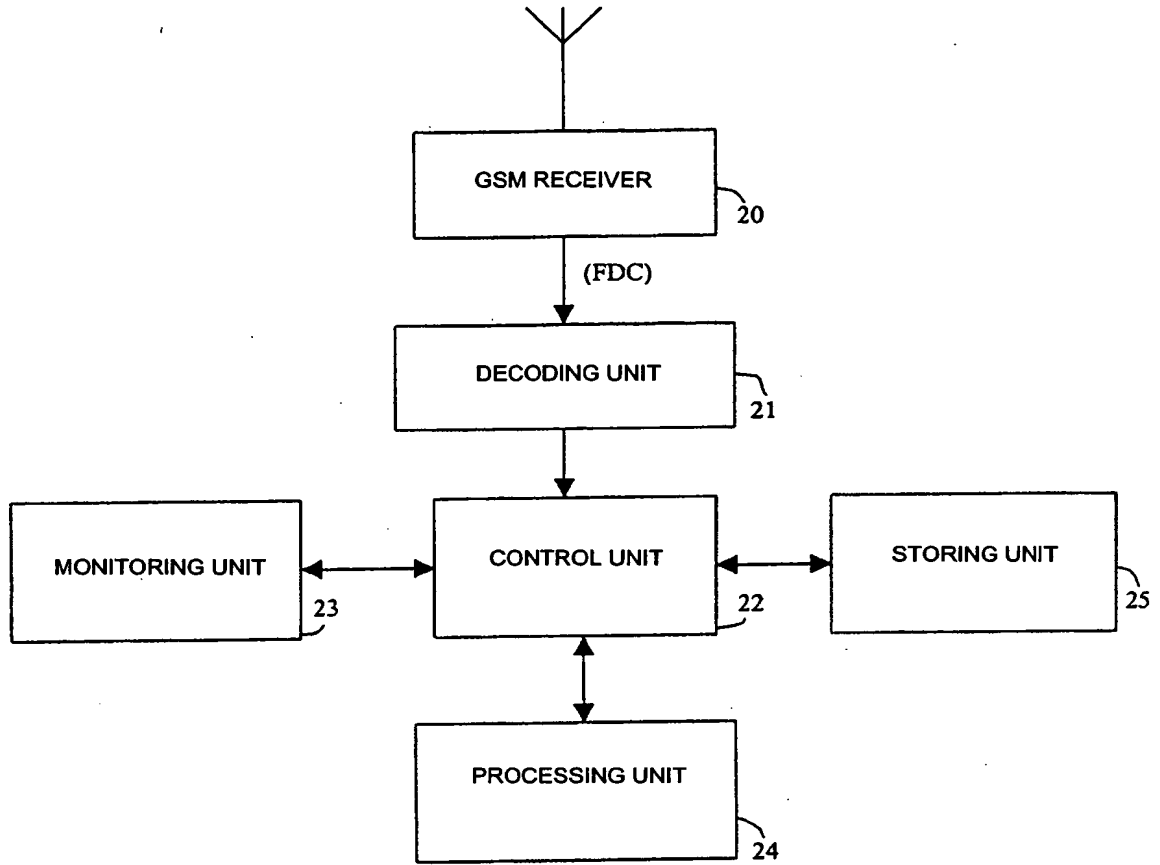 GSM RECEIVER
20
(FDC)
DECODING UNIT
21
MONITORING UNIT
23
CONTROL UNIT
22
STORING UNIT
25
PROCESSING UNIT
24